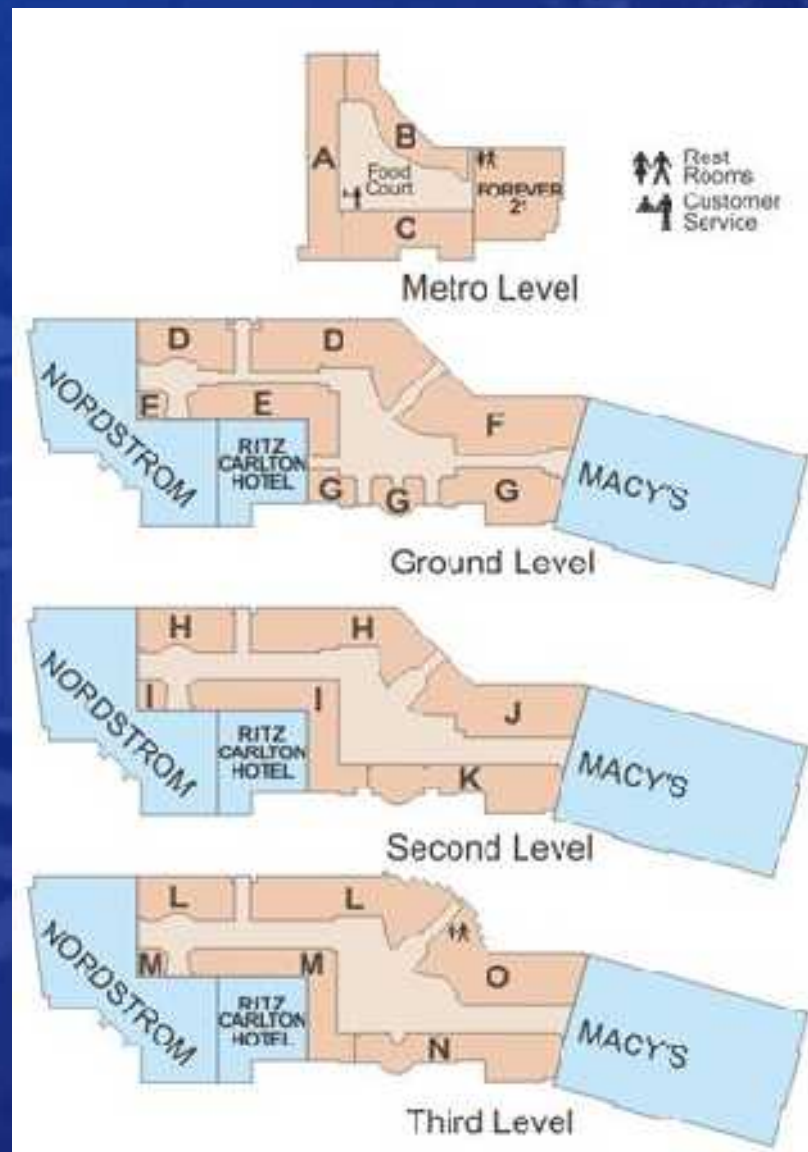 A
B
Food
Court
FOREVER
21
C
Rest
Rooms
Customer
Service
Metro Level
D
D
NORDSTROM
E
E
F
RITZ
CARLTON
HOTEL
G
G
G
MACY'S
Ground Level
H
H
NORDSTROM
I
I
J
RITZ
CARLTON
HOTEL
K
MACY'S
Second Level
L
L
NORDSTROM
M
M
O
RITZ
CARLTON
HOTEL
N
MACY'S
Third Level